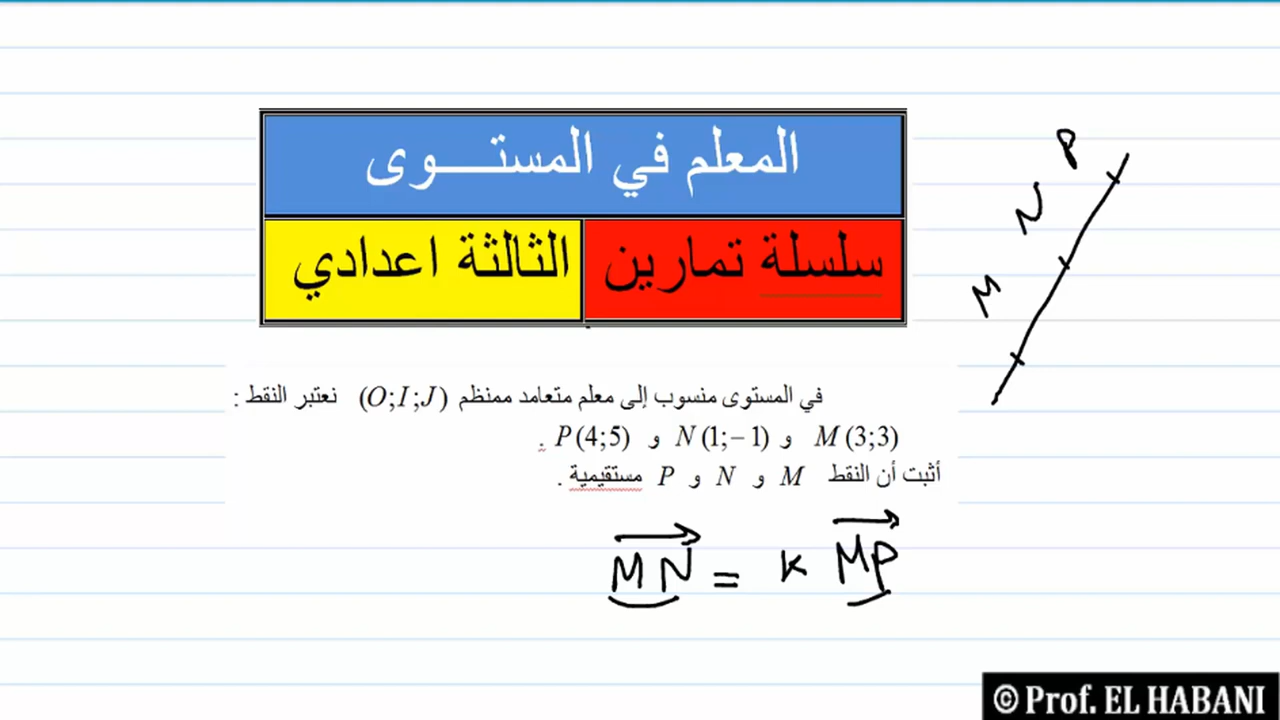 المعلم في المستـــوى
سلسلة تمارين الثالثة اعدادي
في المستوى منسوب إلى معلم متعامد ممنظم (O;I;J) نعتبر النقط :
M(3;3) و N(1;−1) و P(4;5) .
أثبت أن النقط M و N و P مستقيمية .
P
N
M
MN = k MP
© Prof. EL HABANI